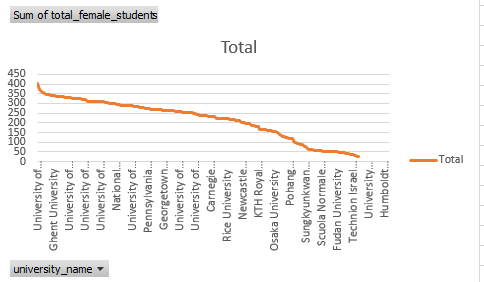 Sum of total_female_students
Total
450
400
350
300
250
200
150
100
50
0
University of...
Ghent University
University of...
University of...
University of...
National...
University of...
Pennsylvania...
Georgetown...
University of...
University of...
Carnegie...
Rice University
Newcastle...
KTH Royal...
Osaka University
Pohang...
Sungkyunkwan...
Scuola Normale...
Fudan University
Technion Israel...
University...
Humboldt...
Total
university_name